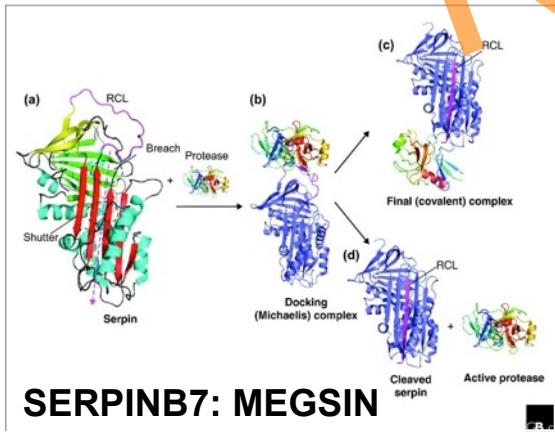 (a)
RCL
Breach
Shutter
Serpin
+ Protease
(b)
Docking
(Michaelis) complex
(c)
RCL
Final (covalent) complex
(d)
RCL
Cleaved
serpin
+
Active protease
SERPINB7: MEGSIN